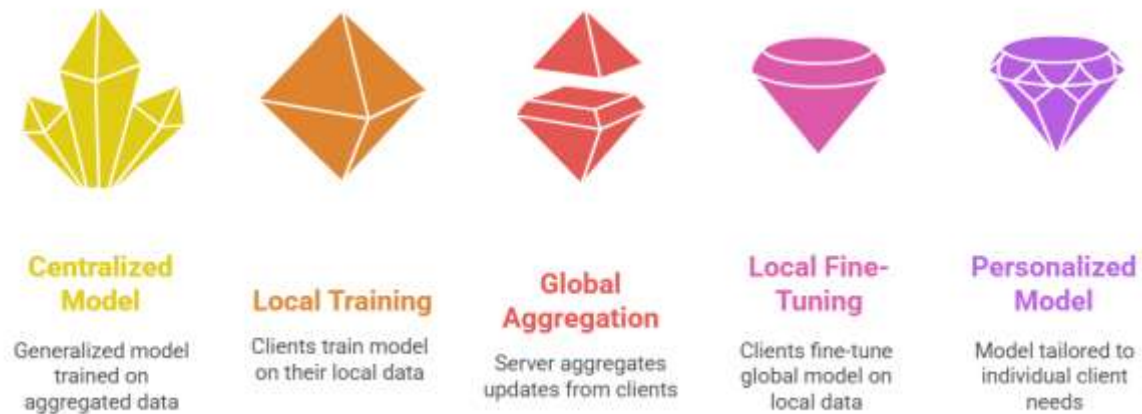 Centralized
Model
Generalized model
trained on
aggregated data
Local Training
Clients train model
on their local data
Global
Aggregation
Server aggregates
updates from clients
Local Fine-
Tuning
Clients fine-tune
global model on
local data
Personalized
Model
Model tailored to
individual client
needs